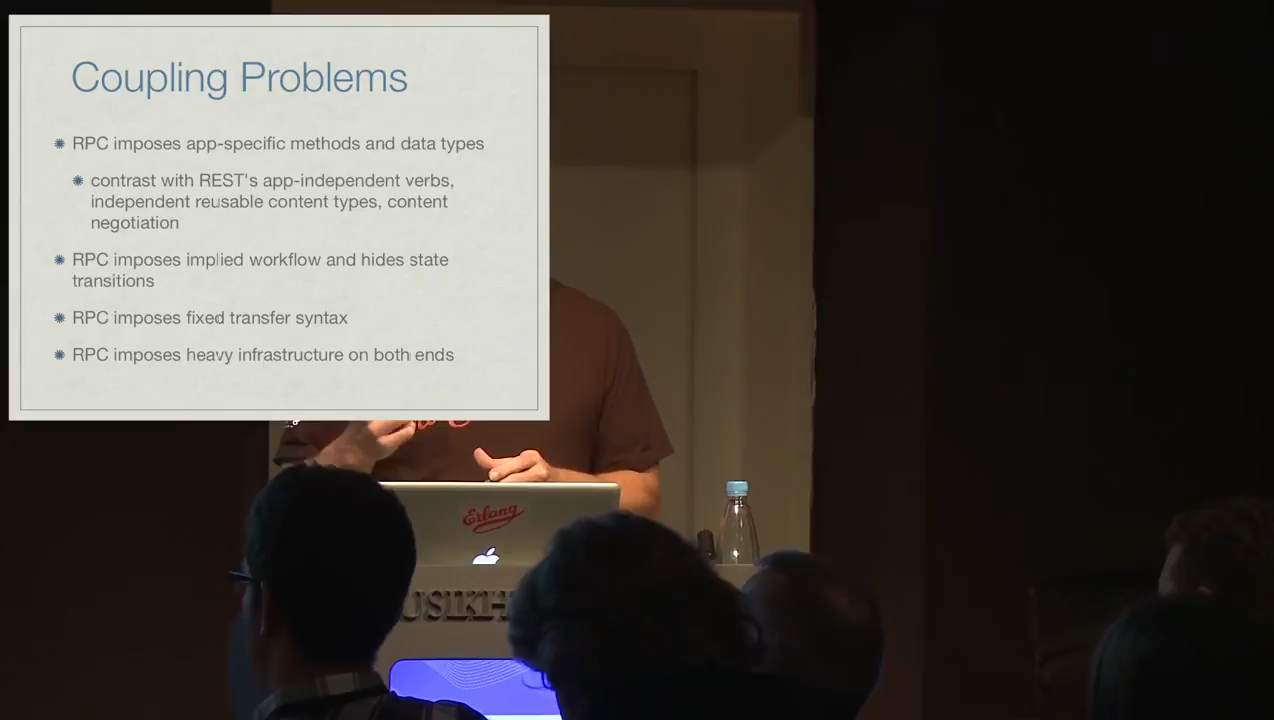 Coupling Problems
RPC imposes app-specific methods and data types
contrast with REST's app-independent verbs,
independent reusable content types, content
negotiation
RPC imposes implied workflow and hides state
transitions
RPC imposes fixed transfer syntax
RPC imposes heavy infrastructure on both ends
Erlang
USIKH